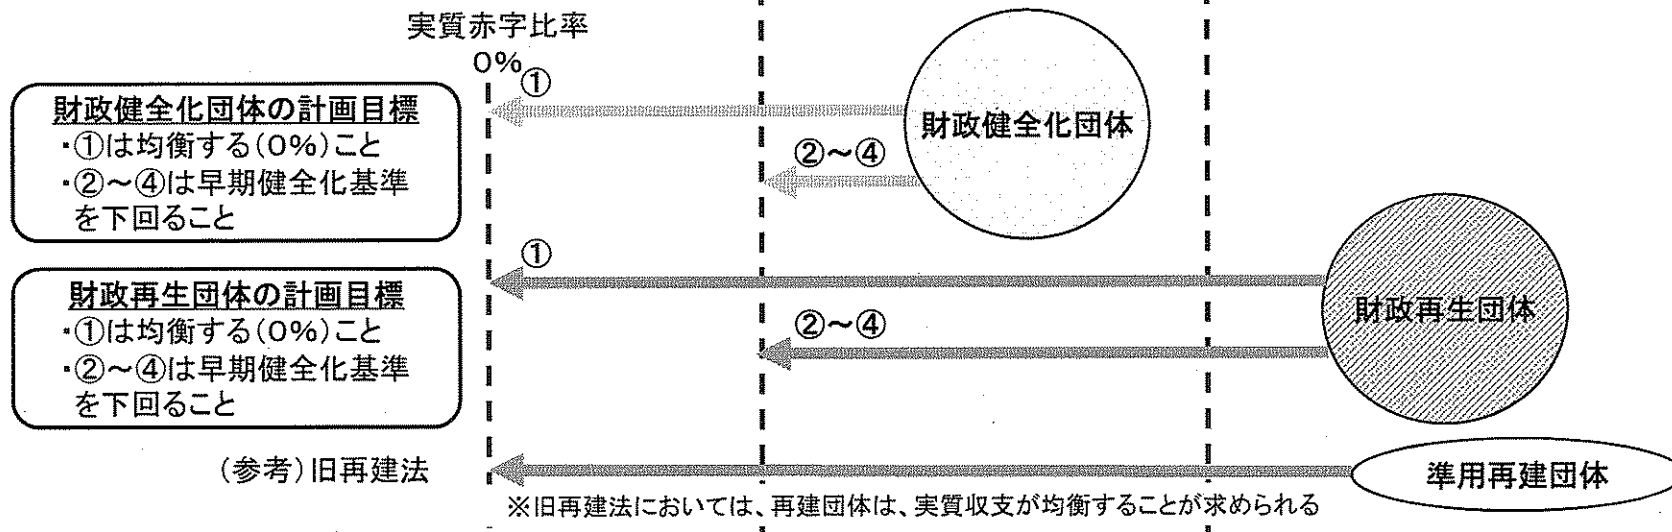 実質赤字比率
0%
①
財政健全化団体の計画目標
・①は均衡する(0%)こと
・②～④は早期健全化基準
を下回ること
財政健全化団体
②～④
①
財政再生団体の計画目標
・①は均衡する(0%)こと
・②～④は早期健全化基準
を下回ること
②～④
財政再生団体
(参考)旧再建法
準用再建団体
※旧再建法においては、再建団体は、実質収支が均衡することが求められる